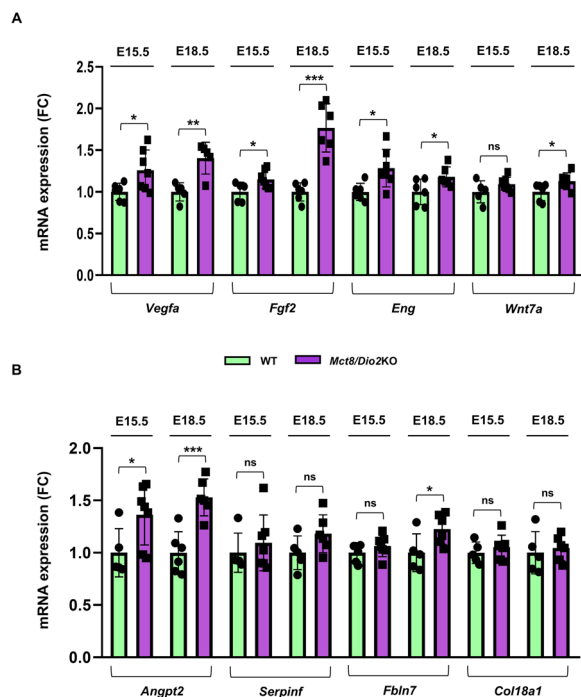 A
E15.5 E18.5 E15.5 E18.5 E15.5 E18.5 E15.5 E18.5
mRNA expression (FC)
2.5
2.0
1.5
1.0
0.5
0.0
* ** * *** * * ns *
Vegfa Fgf2 Eng Wnt7a
WT Mct8/Dio2KO
B
E15.5 E18.5 E15.5 E18.5 E15.5 E18.5 E15.5 E18.5
mRNA expression (FC)
2.0
1.5
1.0
0.5
0.0
* *** ns ns ns * ns ns
Angpt2 Serpinf Fbln7 Col18a1